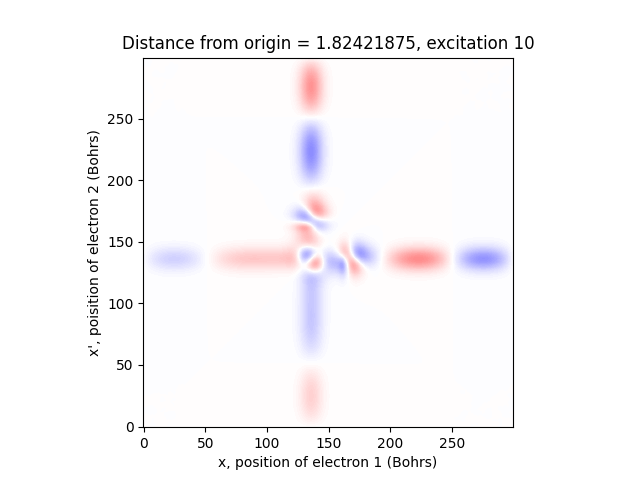 Distance from origin = 1.82421875, excitation 10
250
200
150
100
50
0
x', poisition of electron 2 (Bohrs)
0 50 100 150 200 250
x, position of electron 1 (Bohrs)